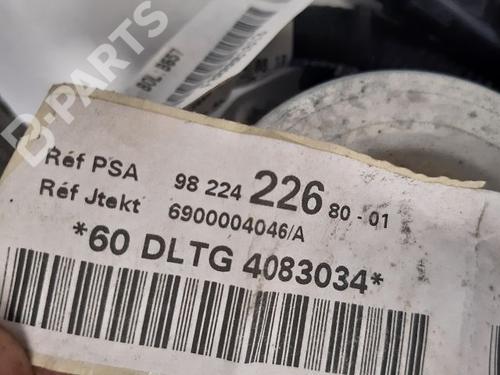 B-PARTS
Réf PSA 98 224 226 80 - 01
Réf Jtekt 6900004046/A
*60 DLTG 4083034*